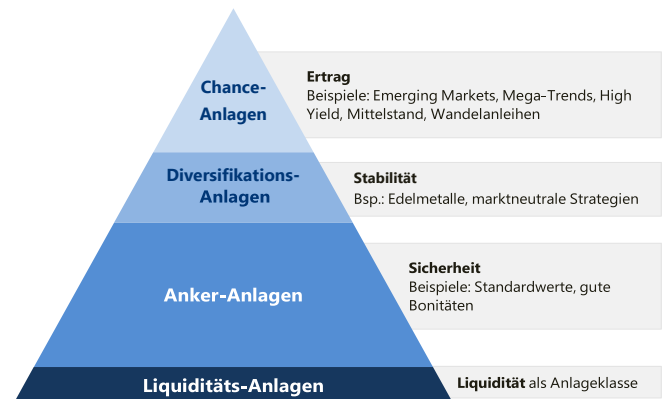 Chance-
Anlagen
Ertrag
Beispiele: Emerging Markets, Mega-Trends, High
Yield, Mittelstand, Wandelanleihen
Diversifikations-
Anlagen
Stabilität
Bsp.: Edelmetalle, marktneutrale Strategien
Anker-Anlagen
Sicherheit
Beispiele: Standardwerte, gute
Bonitäten
Liquiditäts-Anlagen
Liquidität als Anlageklasse